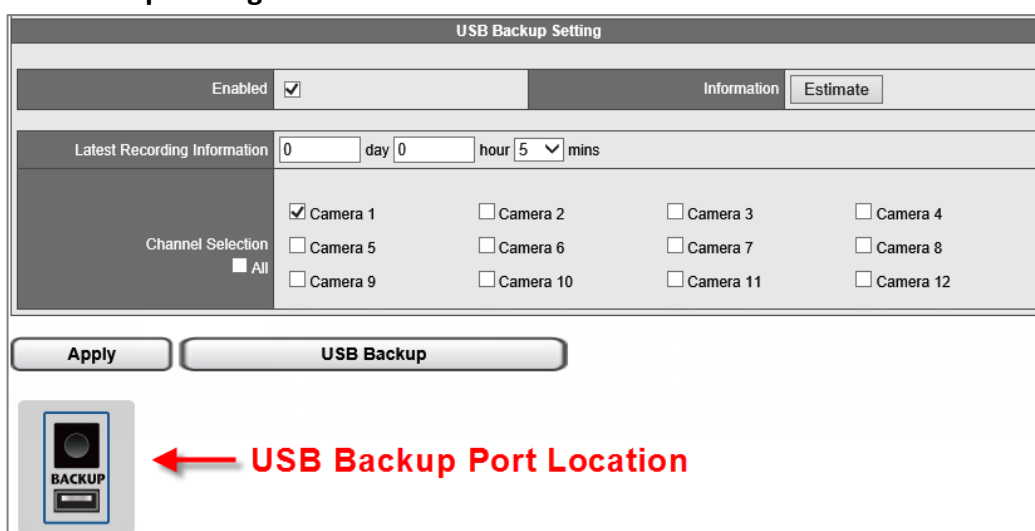 USB Backup Setting
Enabled Information Estimate
Latest Recording Information 0 day 0 hour 5 mins
Camera 1 Camera 2 Camera 3 Camera 4
Channel Selection Camera 5 Camera 6 Camera 7 Camera 8
All
Camera 9 Camera 10 Camera 11 Camera 12
Apply USB Backup
USB Backup Port Location
BACKUP